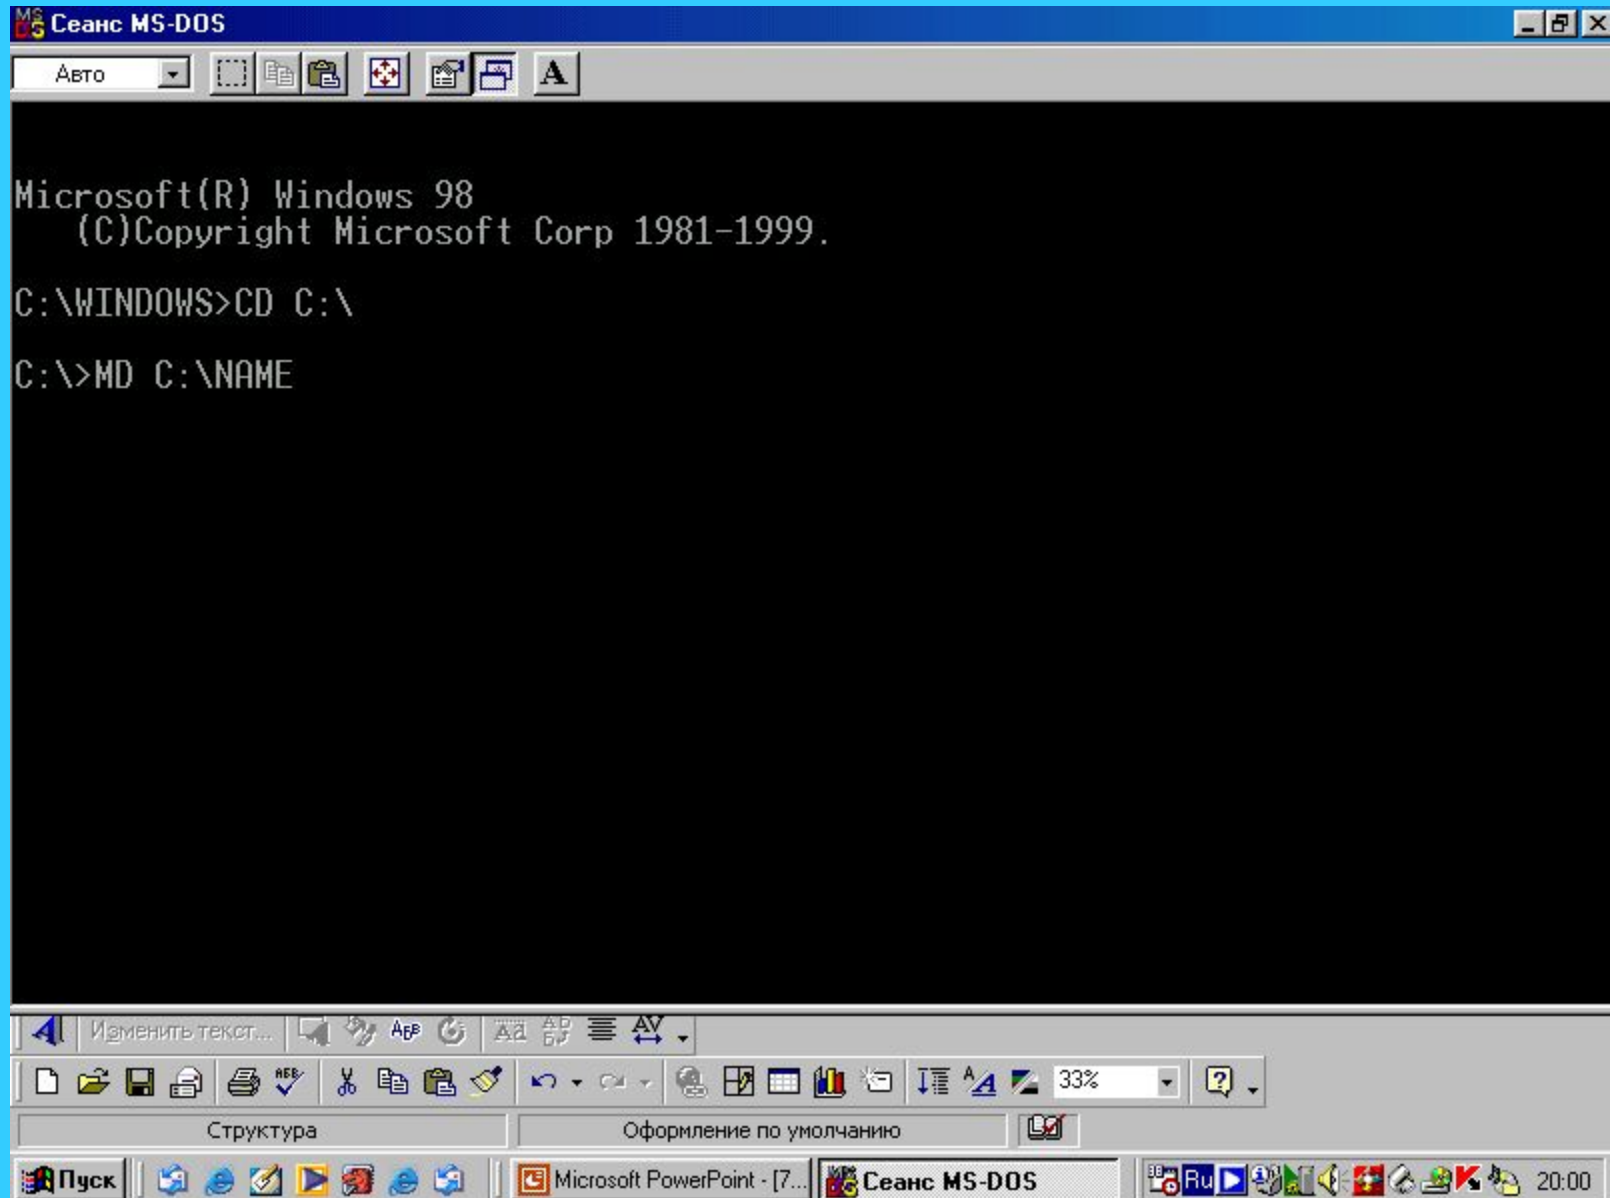 Сеанс MS-DOS
Авто
A
Microsoft(R) Windows 98
(C)Copyright Microsoft Corp 1981-1999.
C:\WINDOWS>CD C:\
C:\>MD C:\NAME
Изменить текст...
33%
Структура
Оформление по умолчанию
Пуск
Microsoft PowerPoint - [7...
Сеанс MS-DOS
Ru
20:00